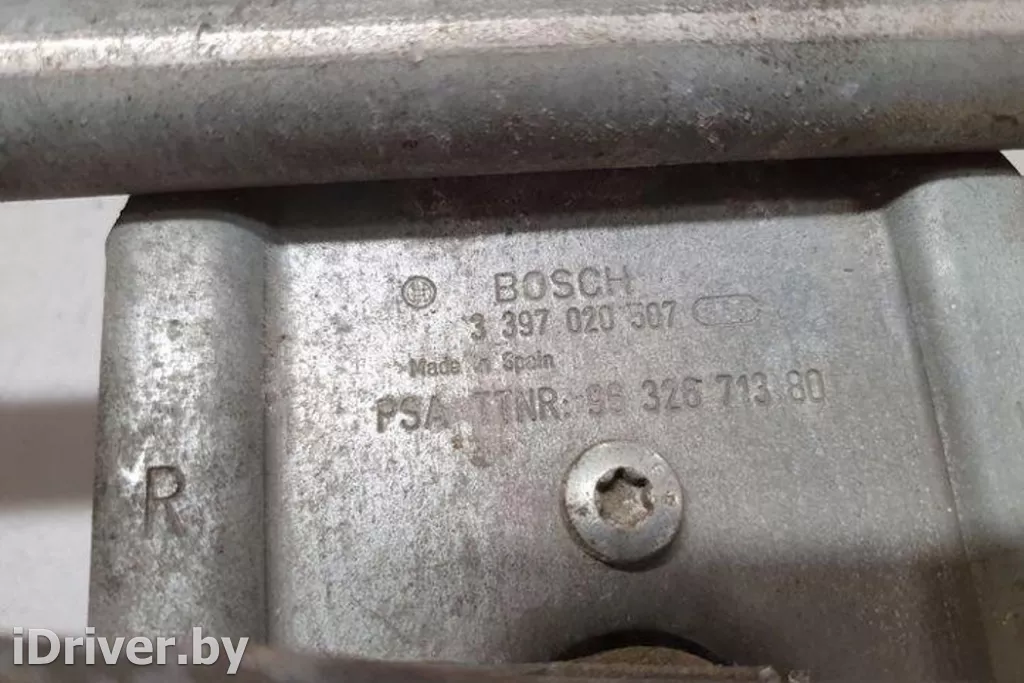 BOSCH
3 397 020 507
Made in Spain
PSA TTNR: 96 326 713 80
R
iDriver.by